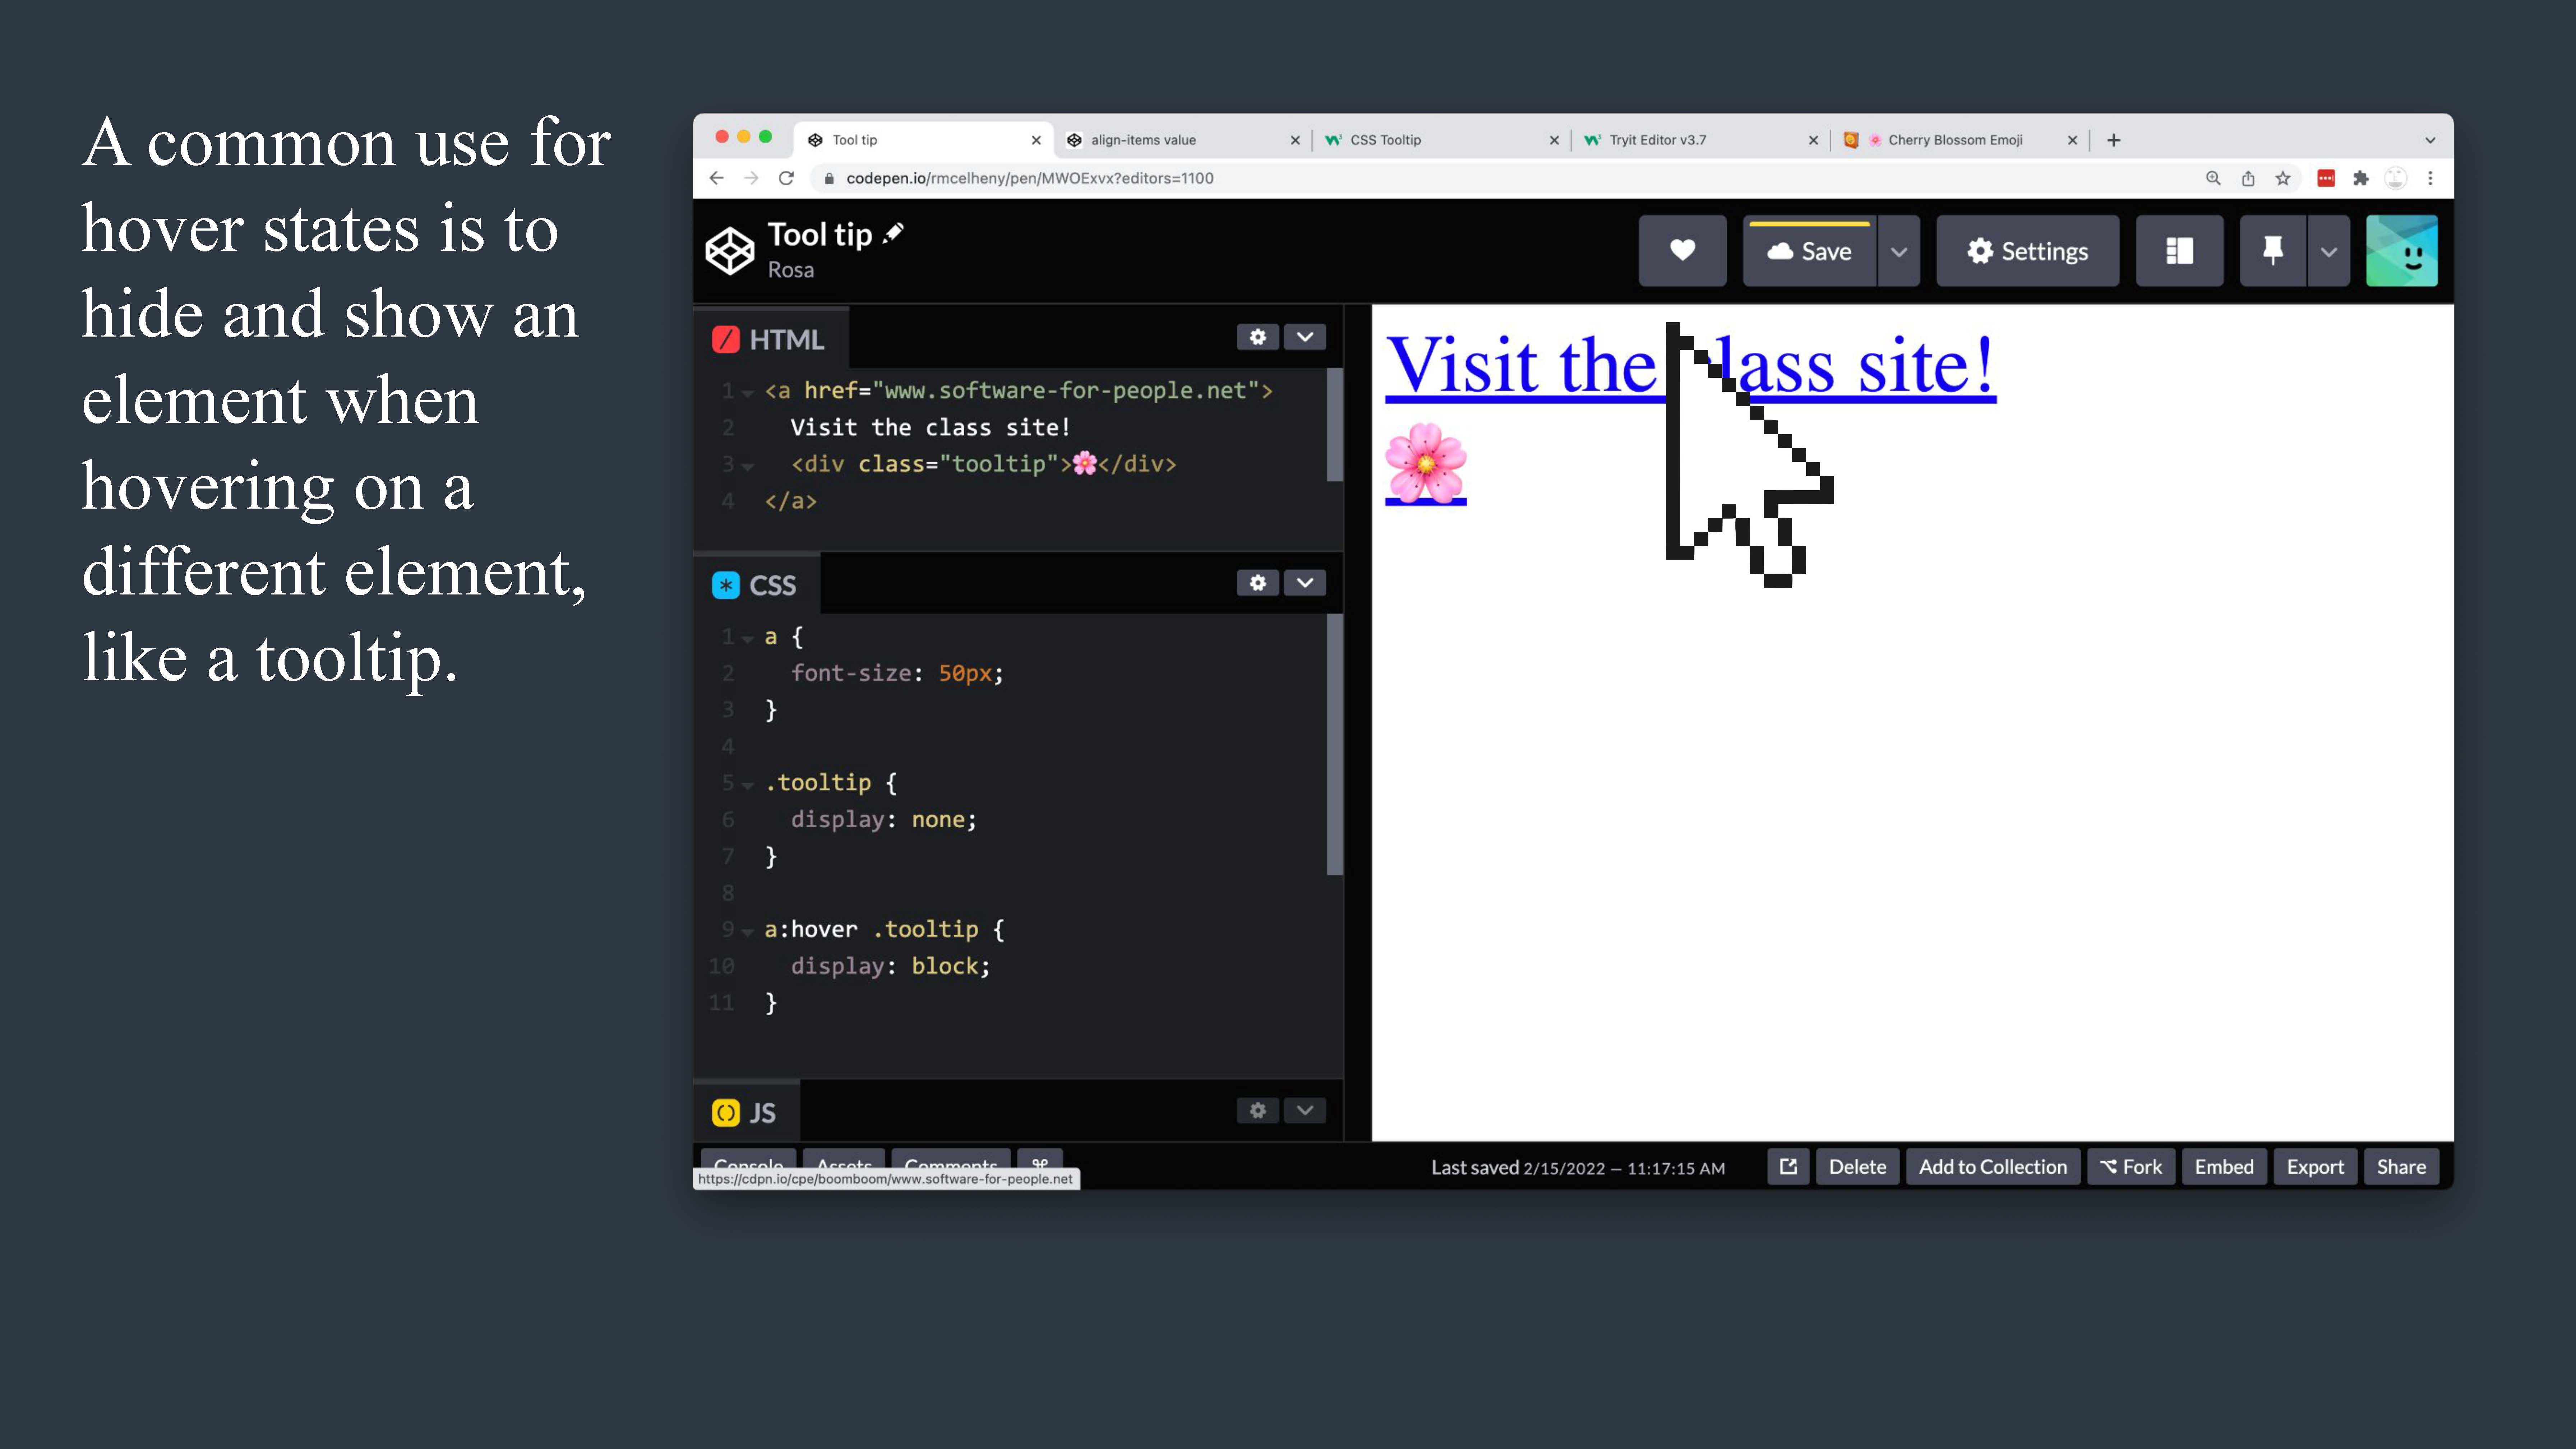 A common use for
hover states is to
hide and show an
element when
hovering on a
different element,
like a tooltip.
Tool tip
align-items value
CSS Tooltip
Tryit Editor v3.7
🌸 Cherry Blossom Emoji
codepen.io/rmcelheny/pen/MWOExvx?editors=1100
Tool tip
Rosa
Save
Settings
HTML
1 <a href="www.software-for-people.net">
2 Visit the class site!
3 <div class="tooltip">🌸</div>
4 </a>
CSS
1 a {
2 font-size: 50px;
3 }
4
5 .tooltip {
6 display: none;
7 }
8
9 a:hover .tooltip {
10 display: block;
11 }
JS
Visit the class site!
🌸
Console Assets Comments ⌘
https://cdpn.io/cpe/boomboom/www.software-for-people.net
Last saved 2/15/2022 — 11:17:15 AM
Delete
Add to Collection
Fork
Embed
Export
Share